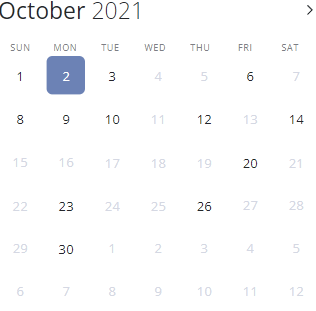 October 2021
SUN MON TUE WED THU FRI SAT
1 2 3 4 5 6 7
8 9 10 11 12 13 14
15 16 17 18 19 20 21
22 23 24 25 26 27 28
29 30 1 2 3 4 5
6 7 8 9 10 11 12